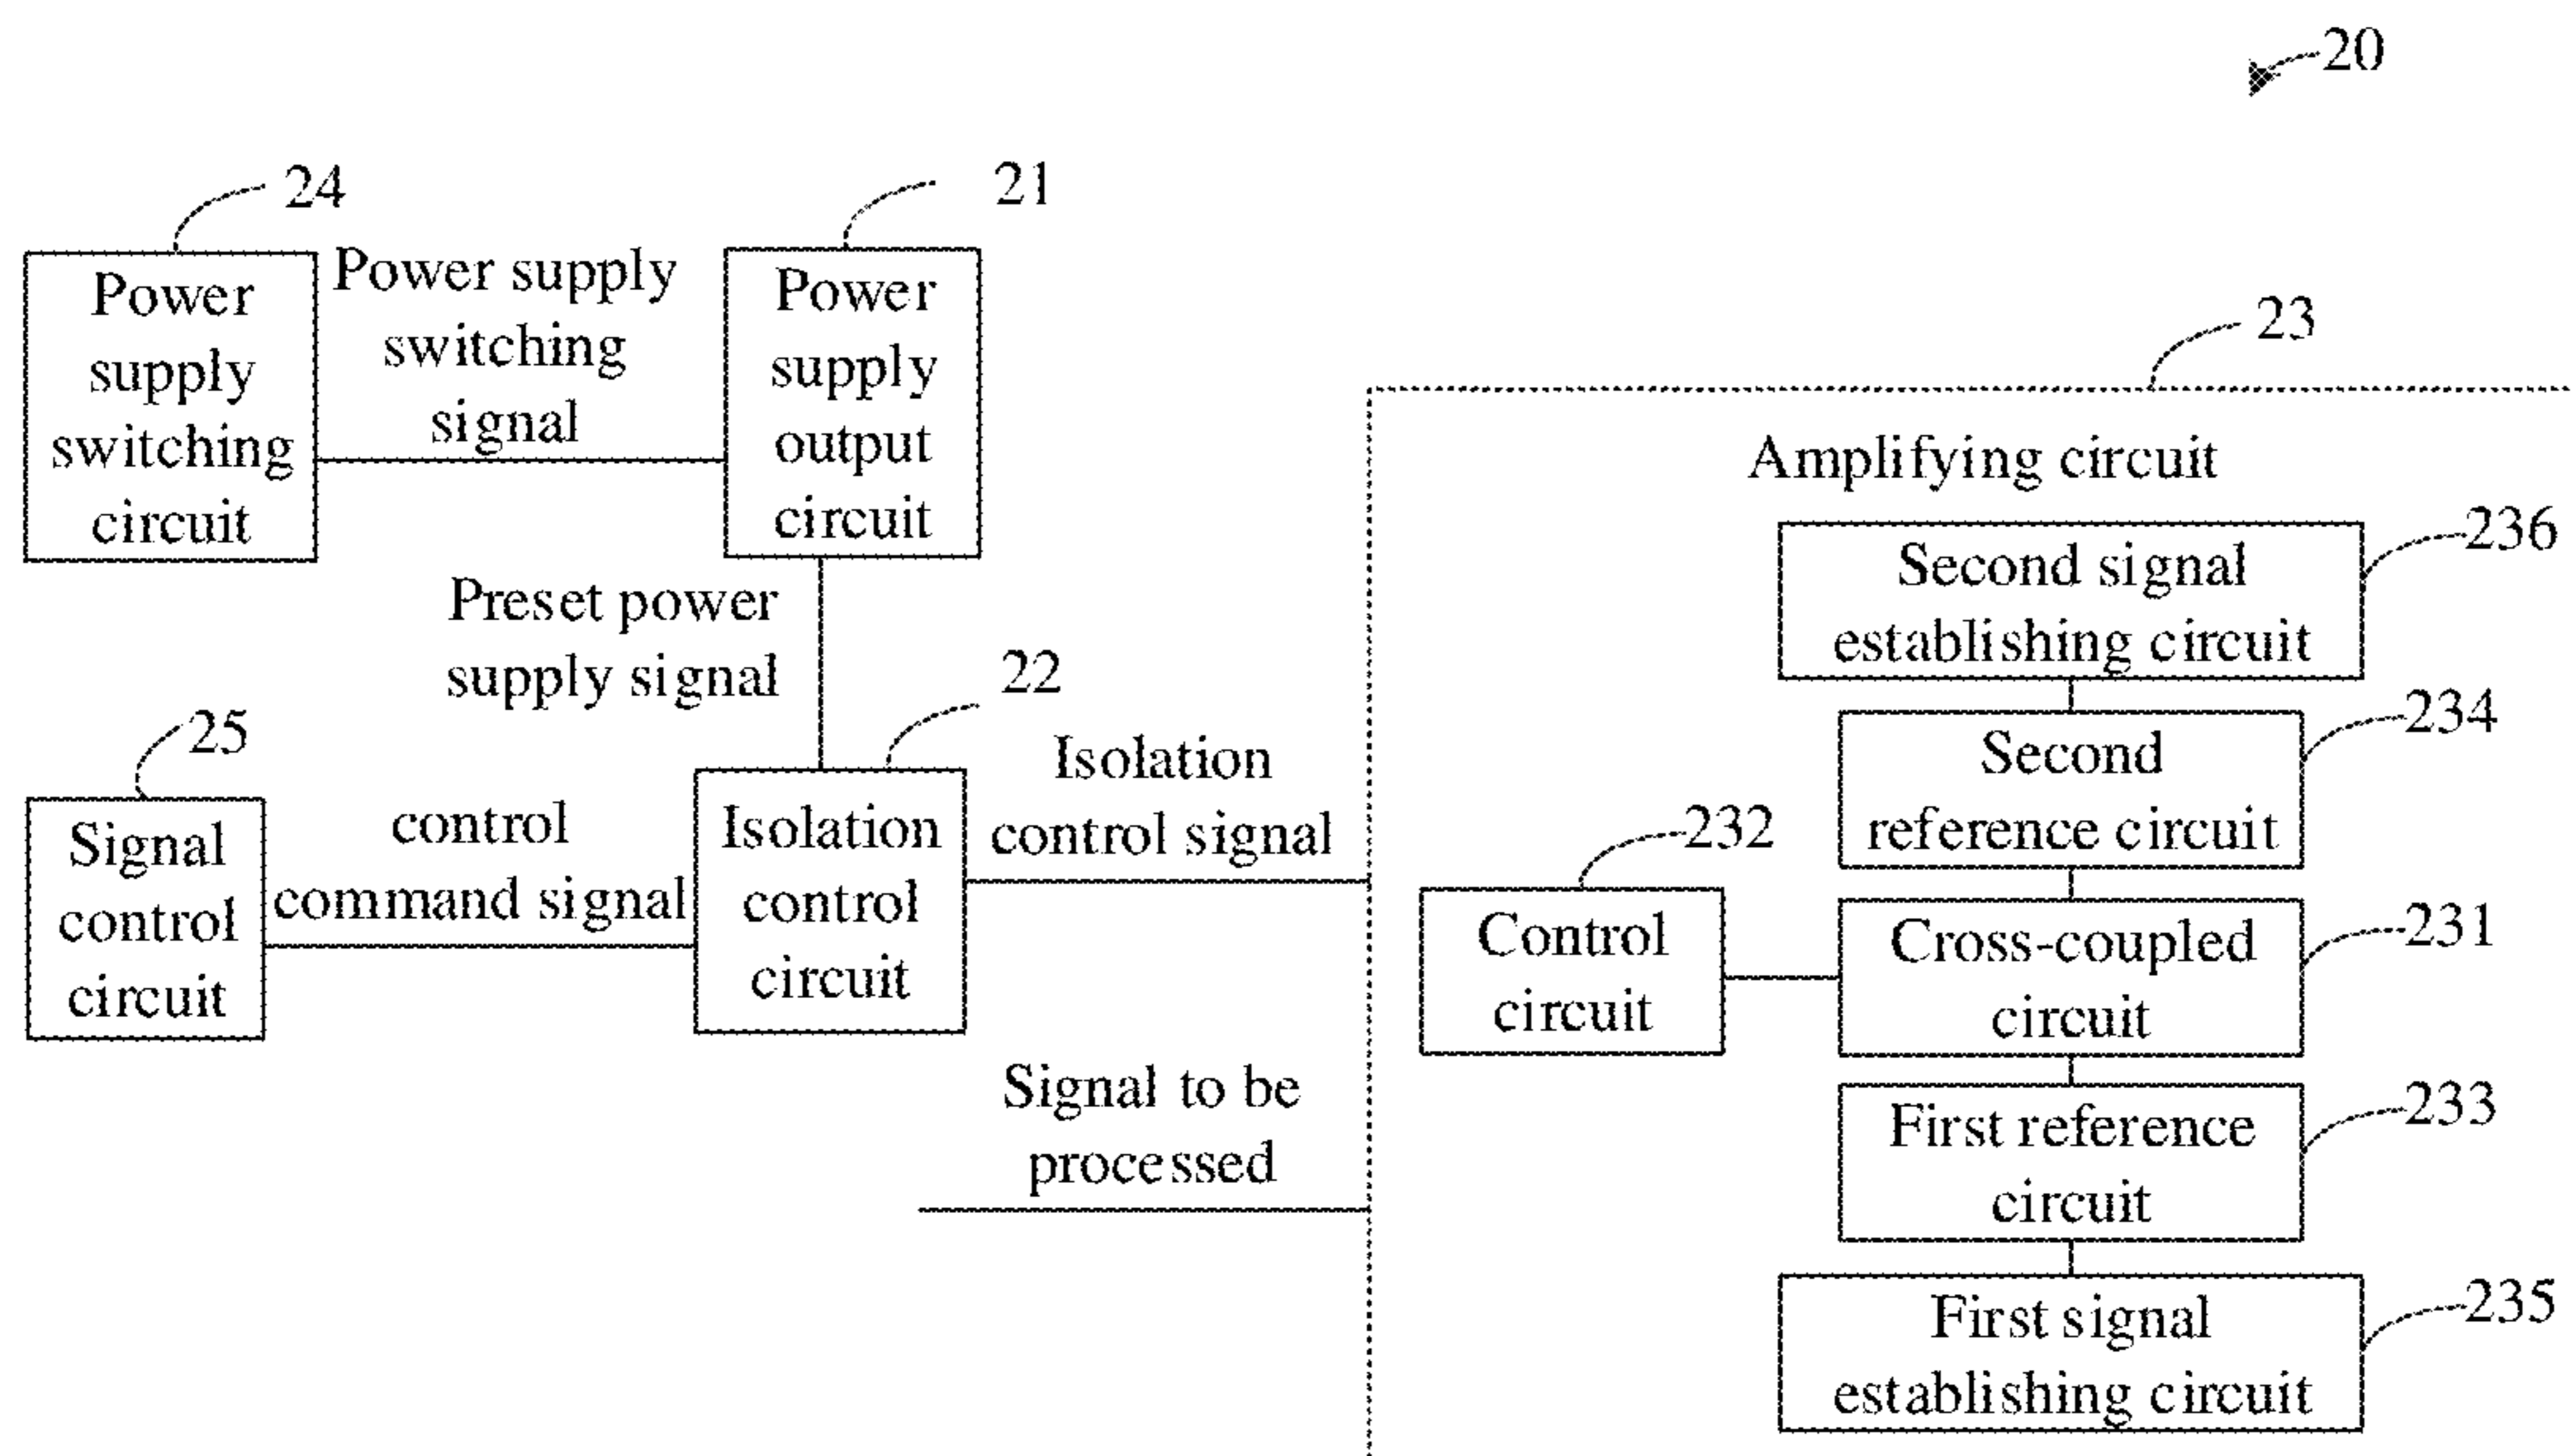 20
24
21
Power
supply
switching
circuit
Power supply
switching
signal
Power
supply
output
circuit
23
Amplifying circuit
236
Second signal
establishing circuit
Preset power
supply signal
22
25
234
Second
reference circuit
Isolation
control signal
Signal
control
circuit
control
command signal
Isolation
control
circuit
232
Control
circuit
231
Cross-coupled
circuit
Signal to be
processed
233
First reference
circuit
235
First signal
establishing circuit